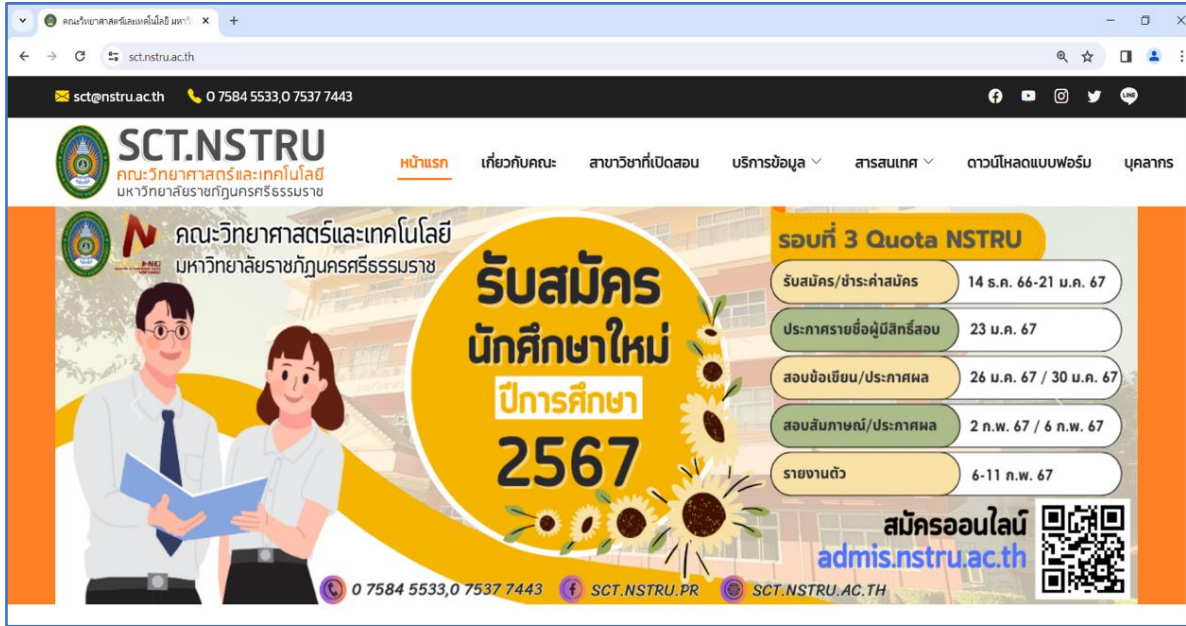 คณะวิทยาศาสตร์และเทคโนโลยี มหาวิ
sct.nstru.ac.th
sct@nstru.ac.th 0 7584 5533,0 7537 7443
LINE
SCT.NSTRU
คณะวิทยาศาสตร์และเทคโนโลยี
มหาวิทยาลัยราชภัฏนครศรีธรรมราช
หน้าแรก เกี่ยวกับคณะ สาขาวิชาที่เปิดสอน บริการข้อมูล สารสนเทศ ดาวน์โหลดแบบฟอร์ม บุคลากร
คณะวิทยาศาสตร์และเทคโนโลยี
มหาวิทยาลัยราชภัฏนครศรีธรรมราช
รับสมัคร
นักศึกษาใหม่
ปีการศึกษา
2567
รอบที่ 3 Quota NSTRU
รับสมัคร/ชำระค่าสมัคร 14 ธ.ค. 66-21 ม.ค. 67
ประกาศรายชื่อผู้มีสิทธิ์สอบ 23 ม.ค. 67
สอบข้อเขียน/ประกาศผล 26 ม.ค. 67 / 30 ม.ค. 67
สอบสัมภาษณ์/ประกาศผล 2 ก.พ. 67 / 6 ก.พ. 67
รายงานตัว 6-11 ก.พ. 67
สมัครออนไลน์
admis.nstru.ac.th
0 7584 5533,0 7537 7443 SCT.NSTRU.PR SCT.NSTRU.AC.TH